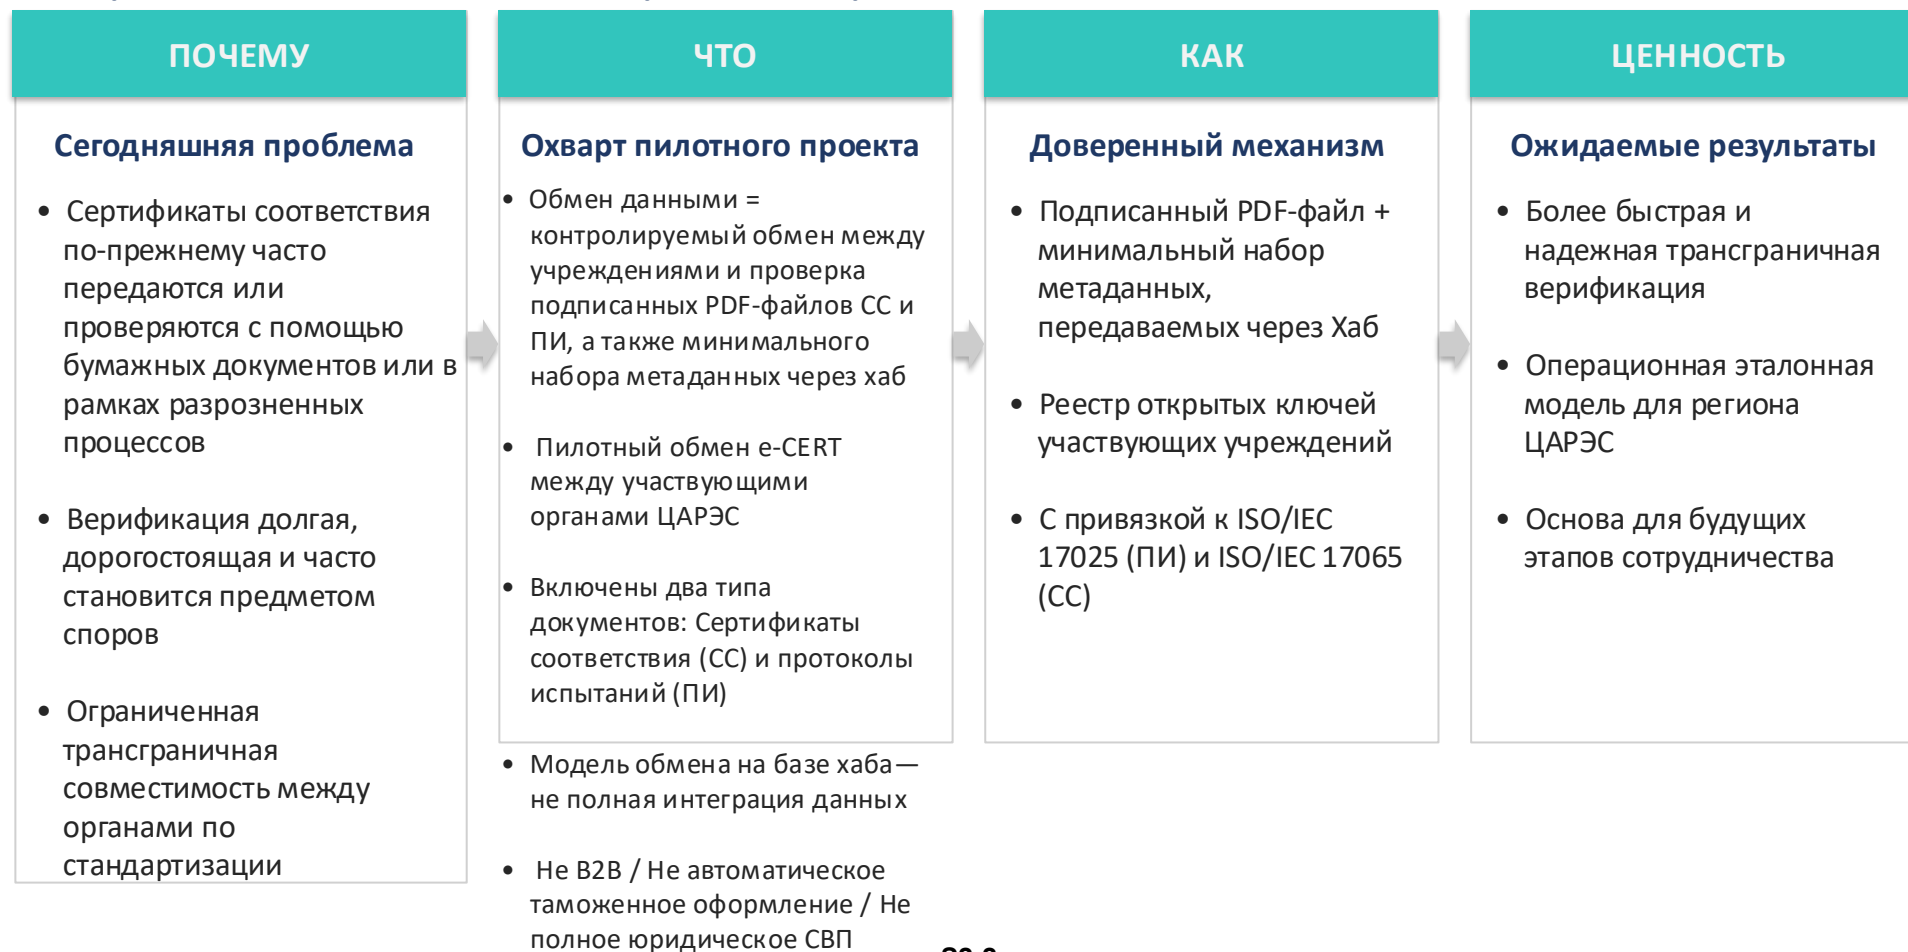 ПОЧЕМУ
Сегодняшняя проблема
• Сертификаты соответствия
по-прежнему часто
передаются или
проверяются с помощью
бумажных документов или в
рамках разрозненных
процессов
• Верификация долгая,
дорогостоящая и часто
становится предметом
споров
• Ограниченная
трансграничная
совместимость между
органами по
стандартизации
ЧТО
Охварт пилотного проекта
• Обмен данными =
контролируемый обмен между
учреждениями и проверка
подписанных PDF-файлов СС и
ПИ, а также минимального
набора метаданных через хаб
• Пилотный обмен e-CERT
между участвующими
органами ЦАРЭС
• Включены два типа
документов: Сертификаты
соответствия (СС) и протоколы
испытаний (ПИ)
• Модель обмена на базе хаба—
не полная интеграция данных
• Не B2B / Не автоматическое
таможенное оформление / Не
полное юридическое СВП
КАК
Доверенный механизм
• Подписанный PDF-файл +
минимальный набор
метаданных,
передаваемых через Хаб
• Реестр открытых ключей
участвующих учреждений
• С привязкой к ISO/IEC
17025 (ПИ) и ISO/IEC 17065
(СС)
ЦЕННОСТЬ
Ожидаемые результаты
• Более быстрая и
надежная трансграничная
верификация
• Операционная эталонная
модель для региона
ЦАРЭС
• Основа для будущих
этапов сотрудничества